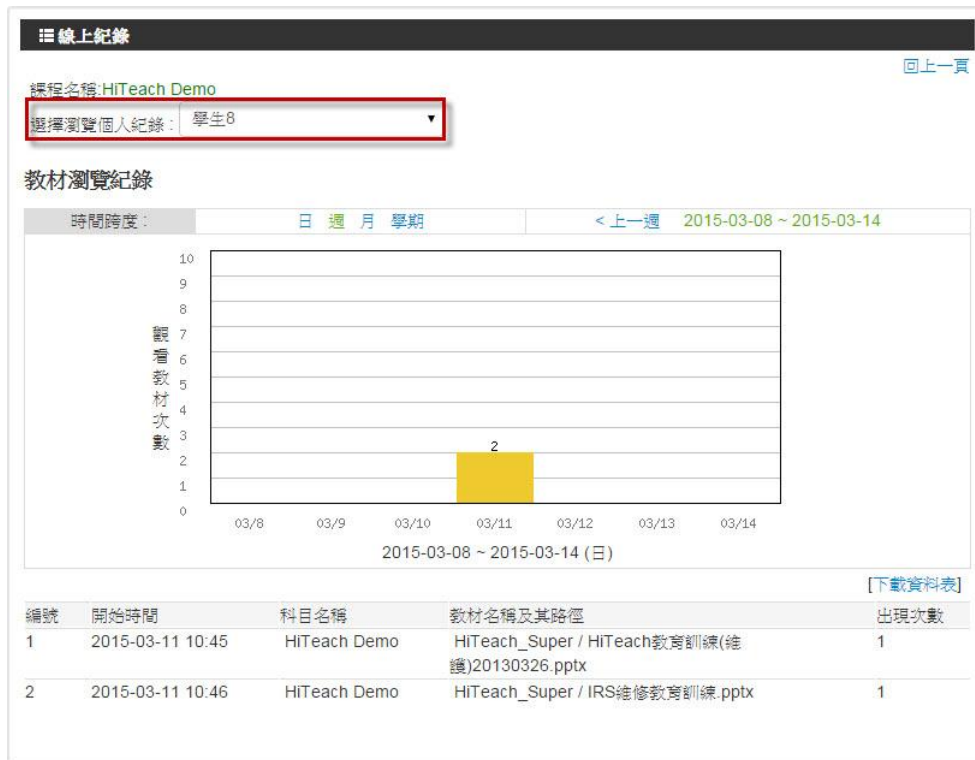 線上紀錄
回上一頁
課程名稱:HiTeach Demo
選擇瀏覽個人紀錄： 學生8
教材瀏覽紀錄
時間跨度： 日 週 月 學期 < 上一週 2015-03-08 ~ 2015-03-14
觀看教材次數
10
9
8
7
6
5
4
3
2
1
0
2
03/8 03/9 03/10 03/11 03/12 03/13 03/14
2015-03-08 ~ 2015-03-14 (日)
[下載資料表]
編號 開始時間 科目名稱 教材名稱及其路徑 出現次數
1 2015-03-11 10:45 HiTeach Demo HiTeach_Super / HiTeach教育訓練(維 1
護)20130326.pptx
2 2015-03-11 10:46 HiTeach Demo HiTeach_Super / IRS維修教育訓練.pptx 1